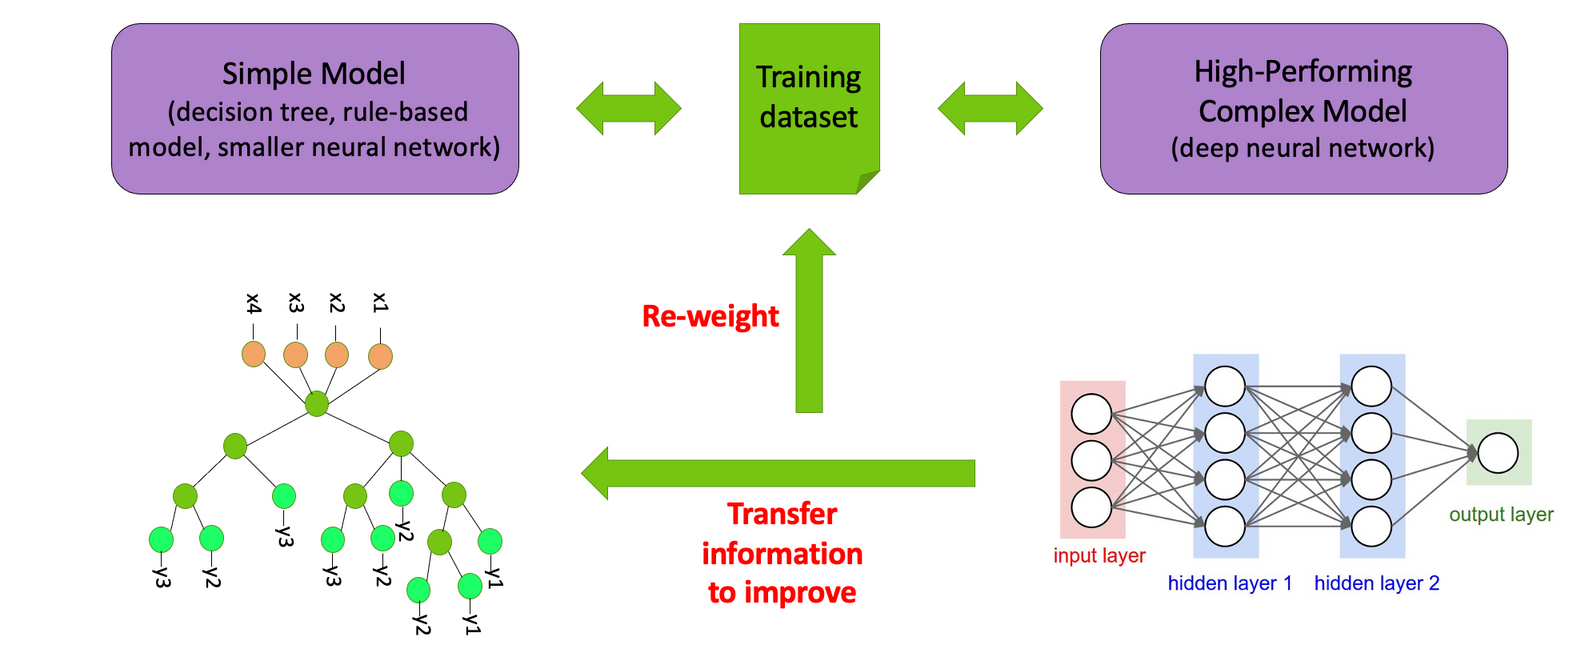 Simple Model
(decision tree, rule-based
model, smaller neural network)
Training
dataset
High-Performing
Complex Model
(deep neural network)
Re-weight
Transfer
information
to improve
x4
x3
x2
x1
y3
y2
y3
y3
y2
y2
y2
y1
y1
input layer
hidden layer 1
hidden layer 2
output layer